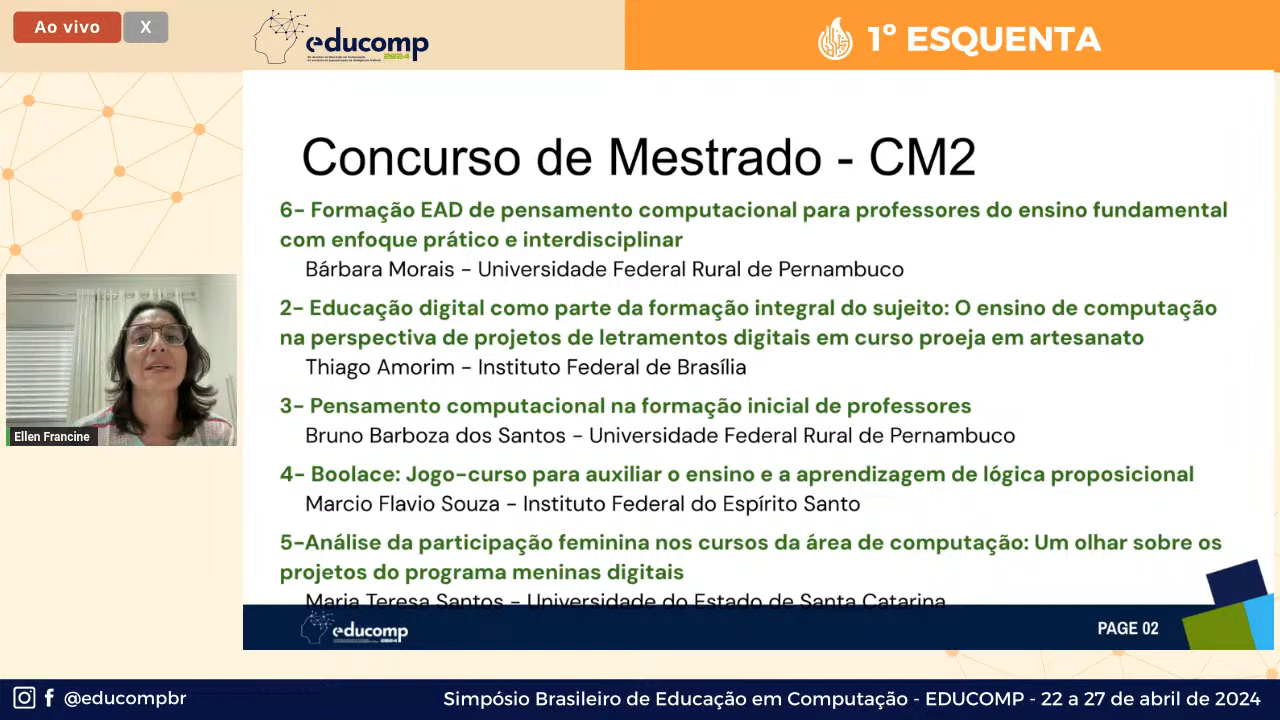 Ao vivo
X
educomp
2024
1º ESQUENTA
Concurso de Mestrado - CM2
6- Formação EAD de pensamento computacional para professores do ensino fundamental
com enfoque prático e interdisciplinar
Bárbara Morais - Universidade Federal Rural de Pernambuco
2- Educação digital como parte da formação integral do sujeito: O ensino de computação
na perspectiva de projetos de letramentos digitais em curso proeja em artesanato
Thiago Amorim - Instituto Federal de Brasília
3- Pensamento computacional na formação inicial de professores
Bruno Barboza dos Santos - Universidade Federal Rural de Pernambuco
4- Boolace: Jogo-curso para auxiliar o ensino e a aprendizagem de lógica proposicional
Marcio Flavio Souza - Instituto Federal do Espírito Santo
5-Análise da participação feminina nos cursos da área de computação: Um olhar sobre os
projetos do programa meninas digitais
Maria Teresa Santos - Universidade do Estado de Santa Catarina
Ellen Francine
educomp
PAGE 02
@educompbr
Simpósio Brasileiro de Educação em Computação - EDUCOMP - 22 a 27 de abril de 2024